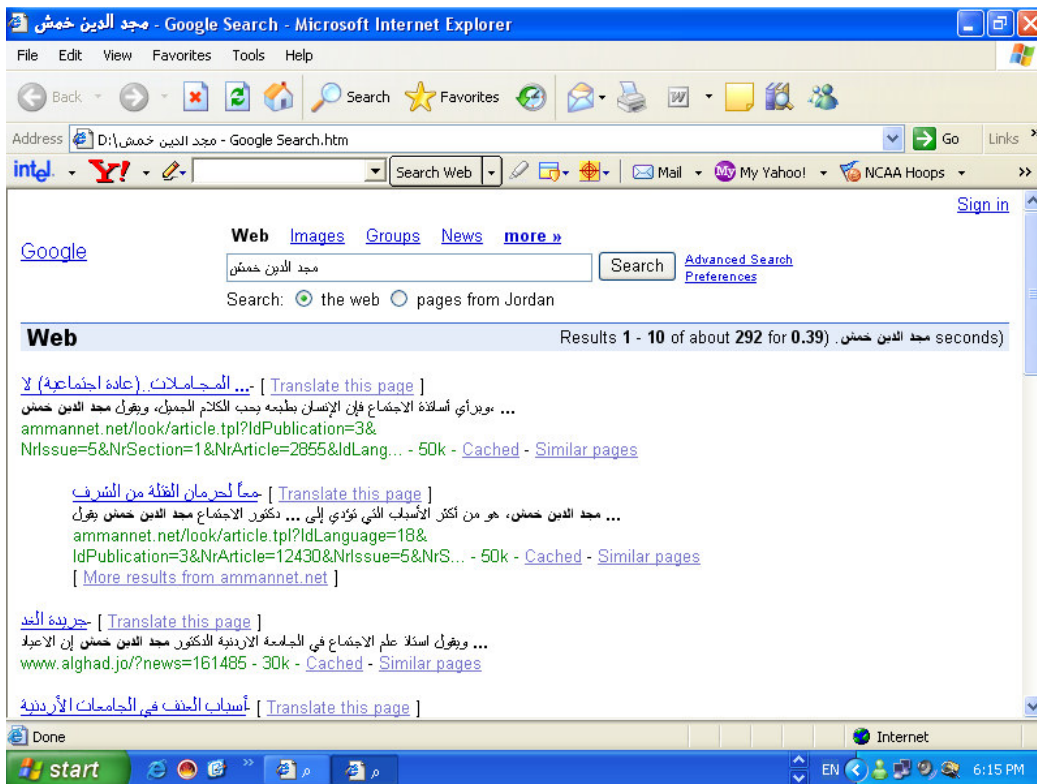 مجد الدين خمش - Google Search - Microsoft Internet Explorer
File Edit View Favorites Tools Help
Back Search Favorites
Address D:\مجد الدين خمش - Google Search.htm Go Links
intel. Y! Search Web Mail My Yahoo! NCAA Hoops
Sign in
Google
Web Images Groups News more »
مجد الدين خمش Search Advanced Search
Preferences
Search: the web pages from Jordan
Web Results 1 - 10 of about 292 for مجد الدين خمش. (0.39 seconds)
المجاملات..(عادة اجتماعية) لا ... - [ Translate this page ]
... ،وبرأي أساتذة الاجتماع فإن الإنسان بطبعه يحب الكلام الجميل، ويقول مجد الدين خمش
ammannet.net/look/article.tpl?IdPublication=3&
NrIssue=5&NrSection=1&NrArticle=2855&IdLang... - 50k - Cached - Similar pages
معاً لحرمان القتلة من الشرف - [ Translate this page ]
... مجد الدين خمش، هو من أكثر الأسباب التي تؤدي إلى ... دكتور الاجتماع مجد الدين خمش يقول
ammannet.net/look/article.tpl?IdLanguage=18&
IdPublication=3&NrArticle=12430&NrIssue=5&NrS... - 50k - Cached - Similar pages
[ More results from ammannet.net ]
جريدة الغد - [ Translate this page ]
... ويقول استاذ علم الاجتماع في الجامعة الاردنية الدكتور مجد الدين خمش إن الاعياد
www.alghad.jo/?news=161485 - 30k - Cached - Similar pages
أسباب العنف في الجامعات الأردنية [ Translate this page ]
Done Internet
start EN 6:15 PM